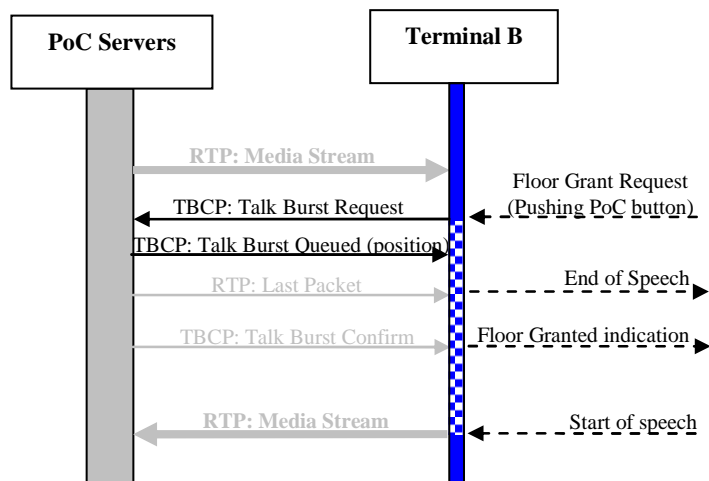 PoC Servers
Terminal B
RTP: Media Stream
Floor Grant Request
(Pushing PoC button)
TBCP: Talk Burst Request
TBCP: Talk Burst Queued (position)
RTP: Last Packet
End of Speech
TBCP: Talk Burst Confirm
Floor Granted indication
RTP: Media Stream
Start of speech